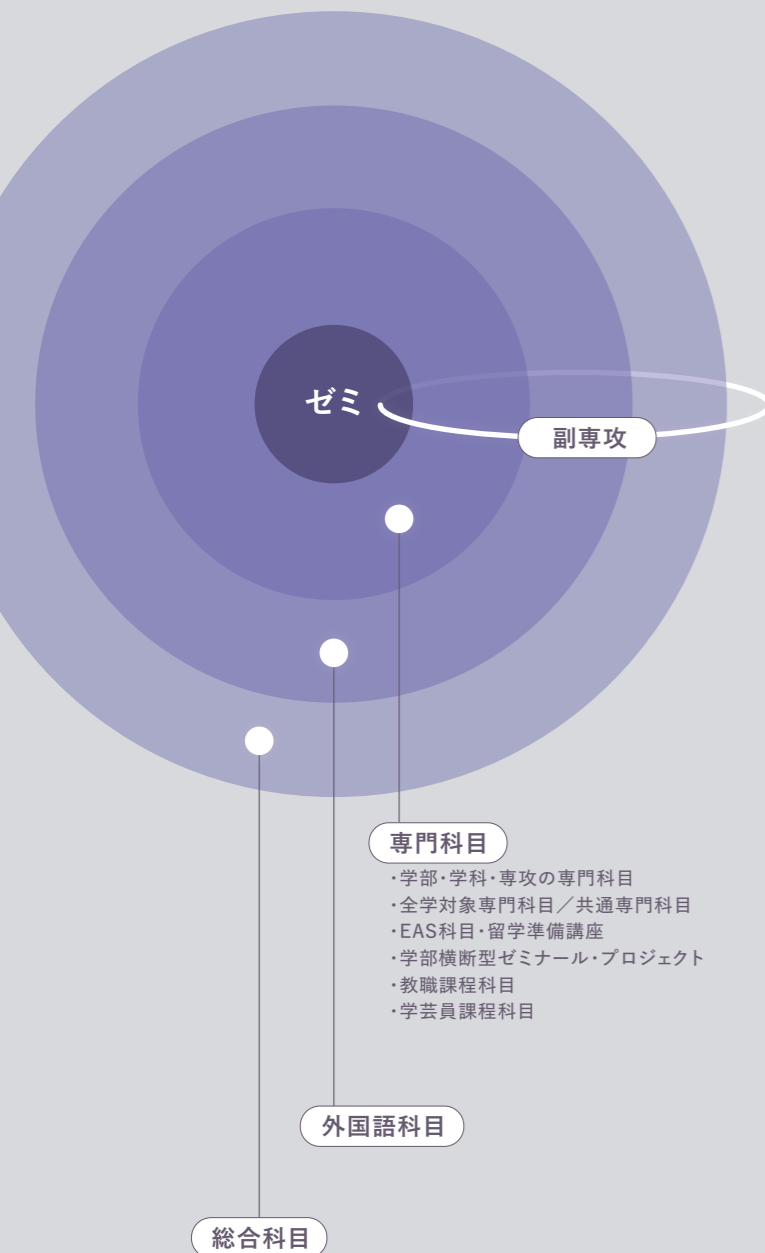 ゼミ
副専攻
専門科目
・学部・学科・専攻の専門科目
・全学対象専門科目／共通専門科目
・EAS科目・留学準備講座
・学部横断型ゼミナール・プロジェクト
・教職課程科目
・学芸員課程科目
外国語科目
総合科目